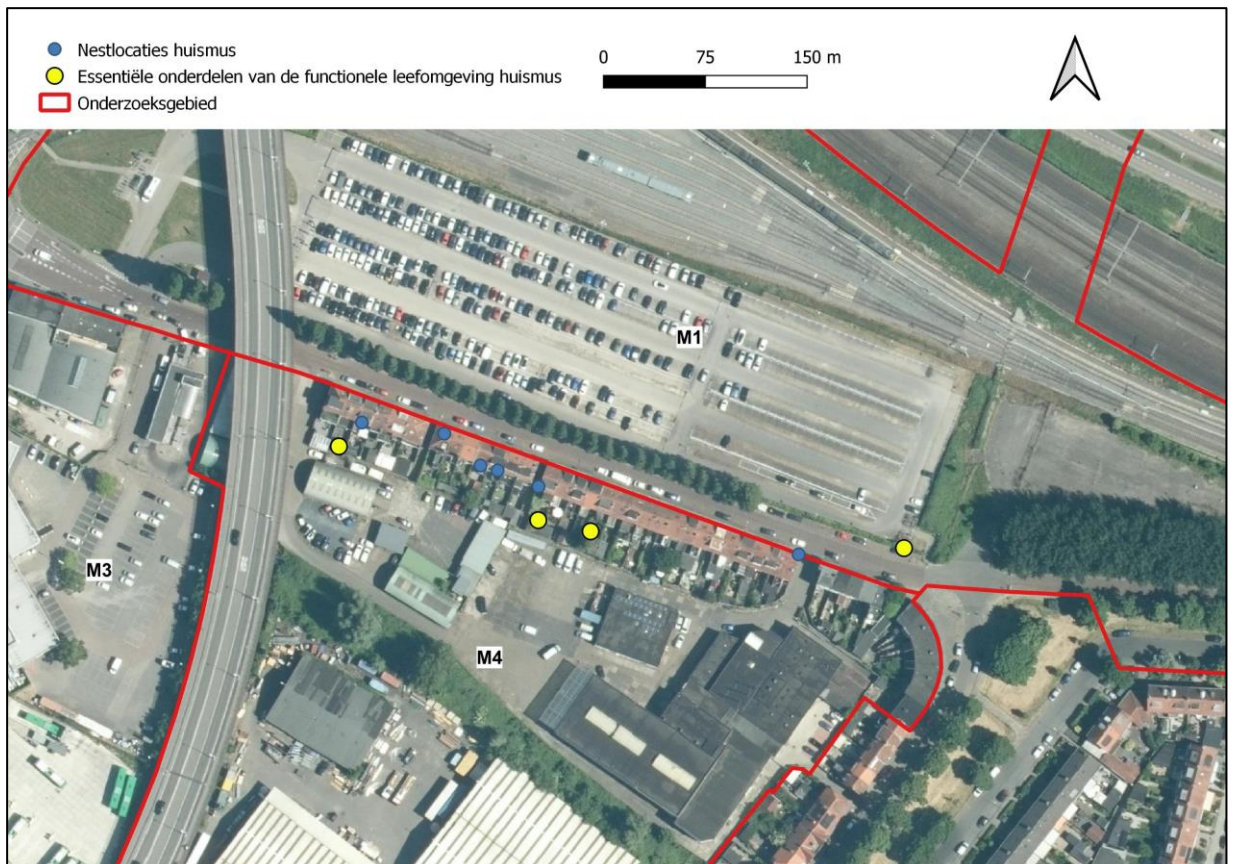 Nestlocaties huismus
Essentiële onderdelen van de functionele leefomgeving huismus
Onderzoeksgebied
0 75 150 m
M1
M3
M4